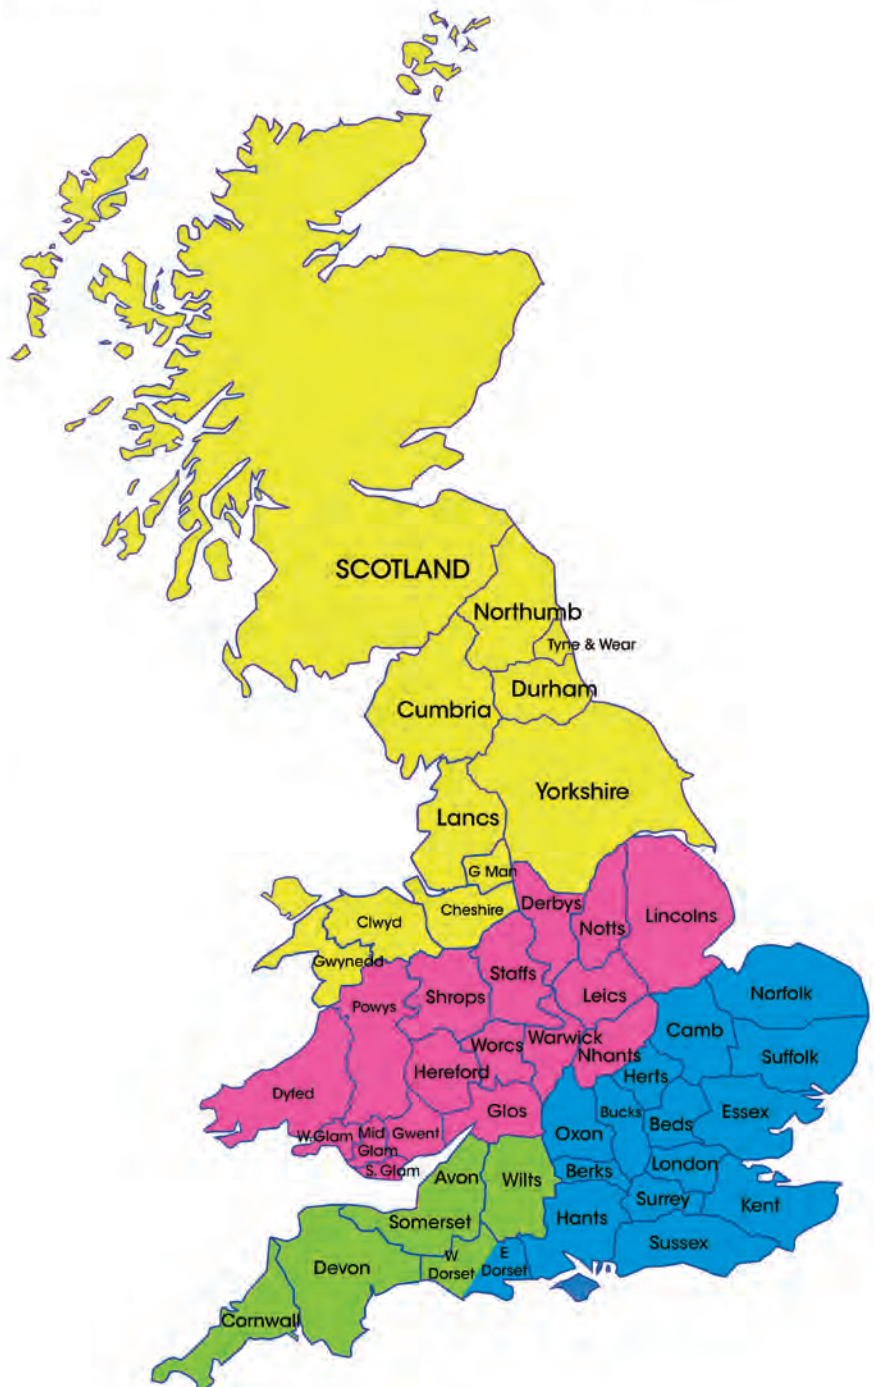 SCOTLAND
Northumb
Tyne & Wear
Durham
Cumbria
Yorkshire
Lancs
G Man
Cheshire
Clwyd
Gwynedd
Derbys
Notts
Lincolns
Staffs
Shrops
Powys
Leics
Norfolk
Camb
Suffolk
Warwick
Worcs
Nhants
Hereford
Herts
Dyfed
Glos
Bucks
Beds
Essex
Oxon
W.Glam
Mid
Glam
Gwent
S. Glam
London
Berks
Avon
Wilts
Surrey
Kent
Somerset
Hants
Sussex
W
Dorset
E
Dorset
Devon
Cornwall